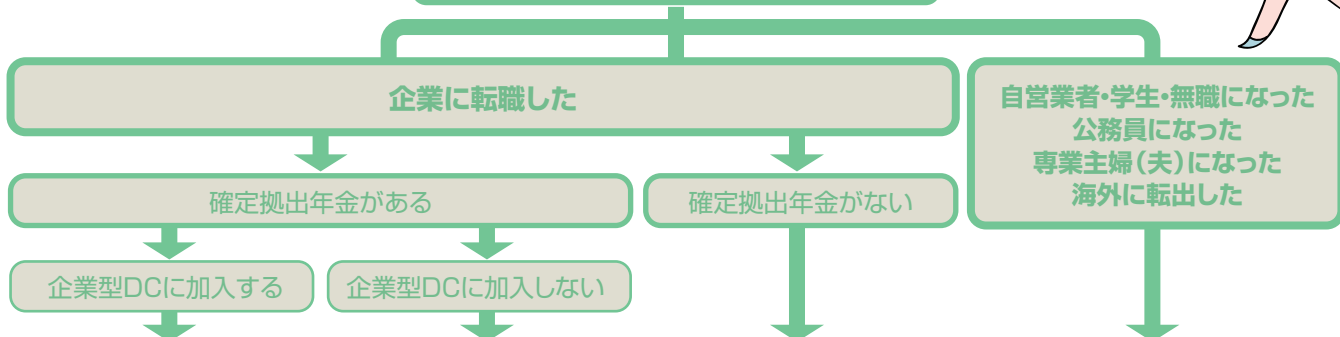 企業に転職した
自営業者・学生・無職になった
公務員になった
専業主婦(夫)になった
海外に転出した
確定拠出年金がある
確定拠出年金がない
企業型DCに加入する
企業型DCに加入しない